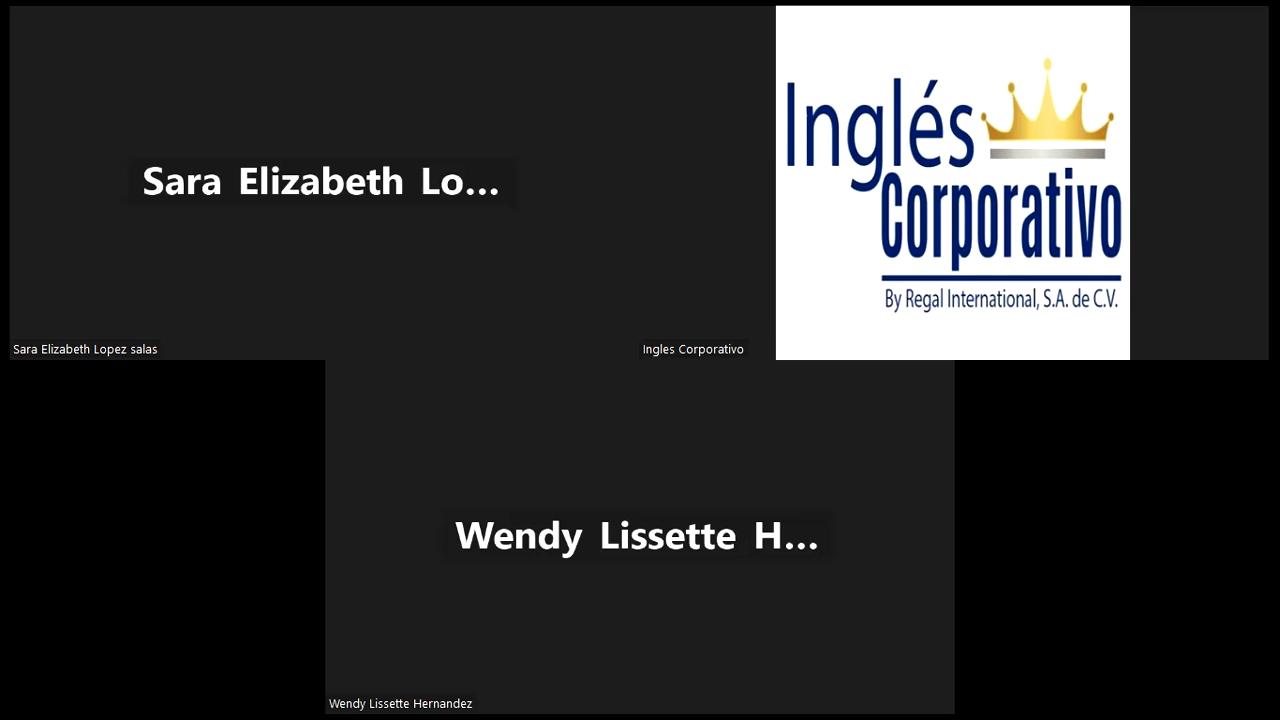 Sara Elizabeth Lo...
Sara Elizabeth Lopez salas
Inglés
Corporativo
By Regal International, S.A. de C.V.
Ingles Corporativo
Wendy Lissette H...
Wendy Lissette Hernandez